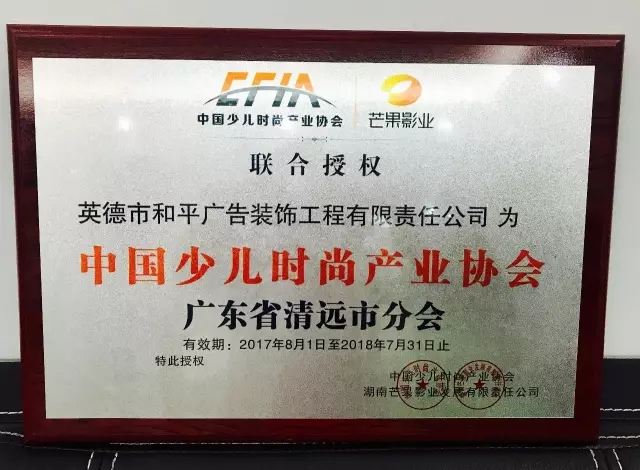 CFIA
中国少儿时尚产业协会
芒果影业
联合授权
英德市和平广告装饰工程有限责任公司 为
中国少儿时尚产业协会
广东省清远市分会
有效期：2017年8月1日至2018年7月31日止
特此授权
中国少儿时尚产业协会
湖南芒果影业发展有限责任公司